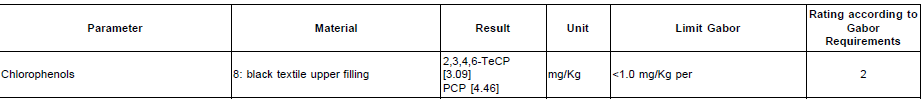 Parameter	Material	Result	Unit	Limit Gabor	Rating according to
Gabor
Requirements
Chlorophenols	8: black textile upper filling	2,3,4,6-TeCP
[3.09]
PCP [4.46]	mg/Kg	<1.0 mg/Kg per	2